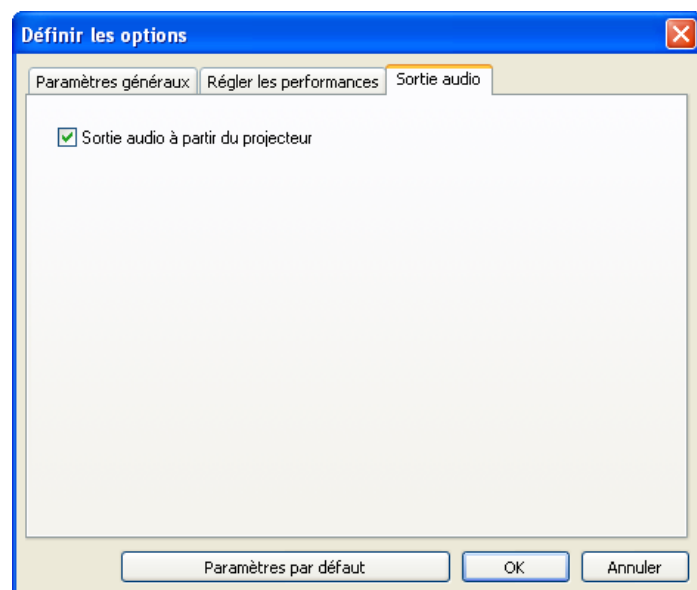 Définir les options
Paramètres généraux Régler les performances Sortie audio
Sortie audio à partir du projecteur
Paramètres par défaut OK Annuler